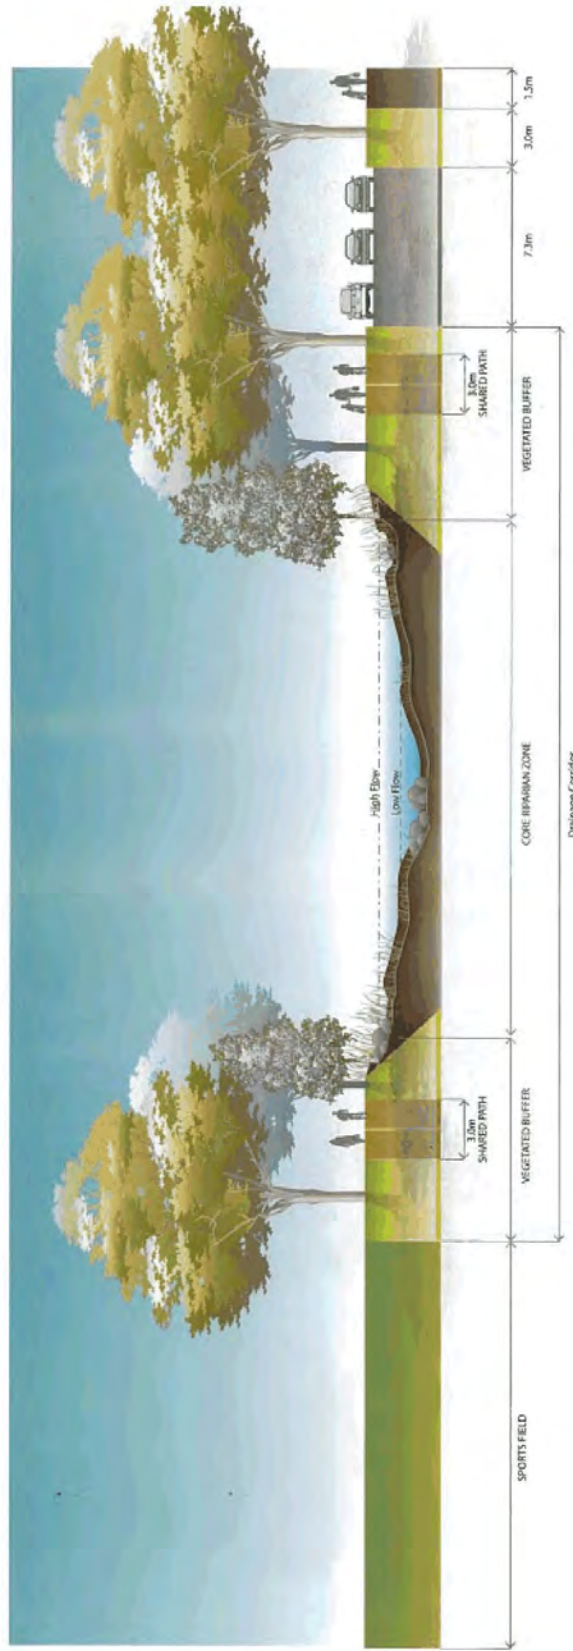 High Flow
Low Flow
3.0m
SHARED PATH
3.0m
SHARED PATH
SPORTS FIELD
VEGETATED BUFFER
CORE RIPARIAN ZONE
VEGETATED BUFFER
7.3m
3.0m
1.5m
Drainage Corridor